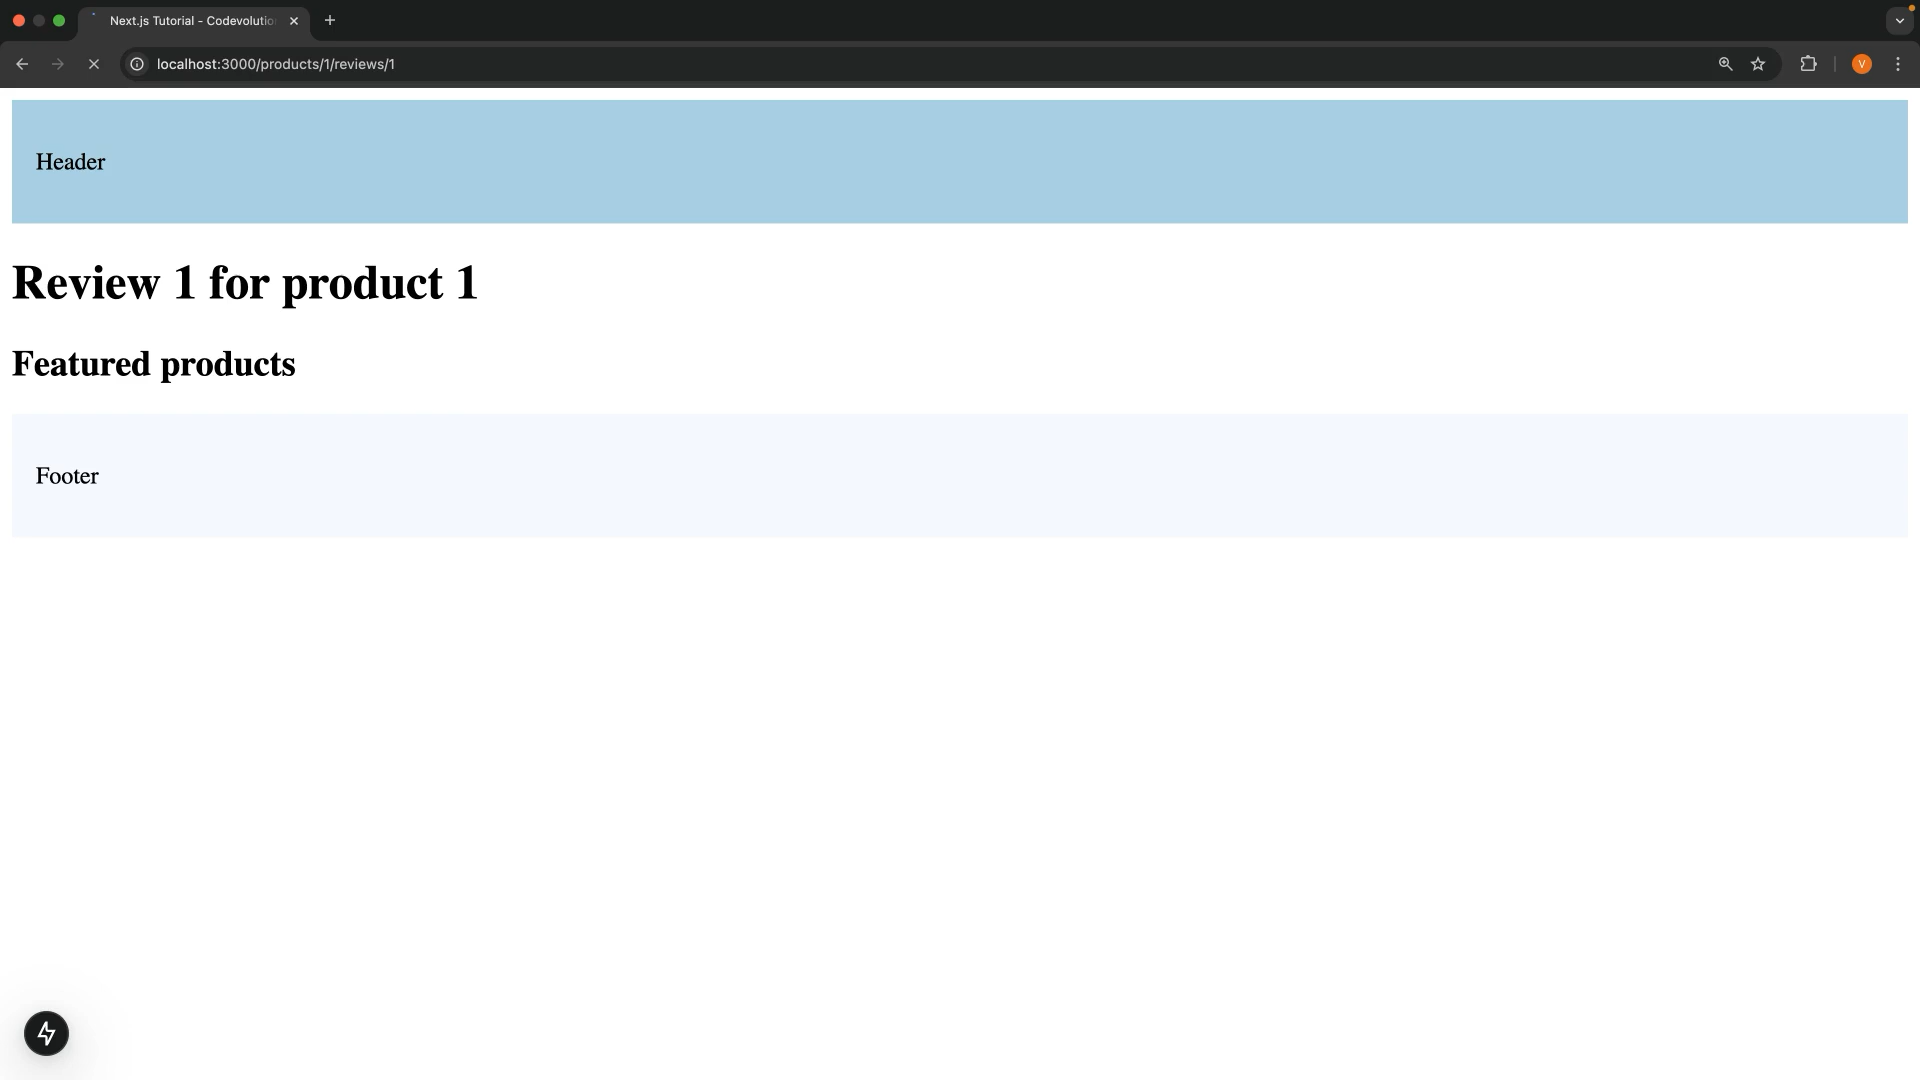 Next.js Tutorial - Codevolutio
localhost:3000/products/1/reviews/1
V
Header
Review 1 for product 1
Featured products
Footer